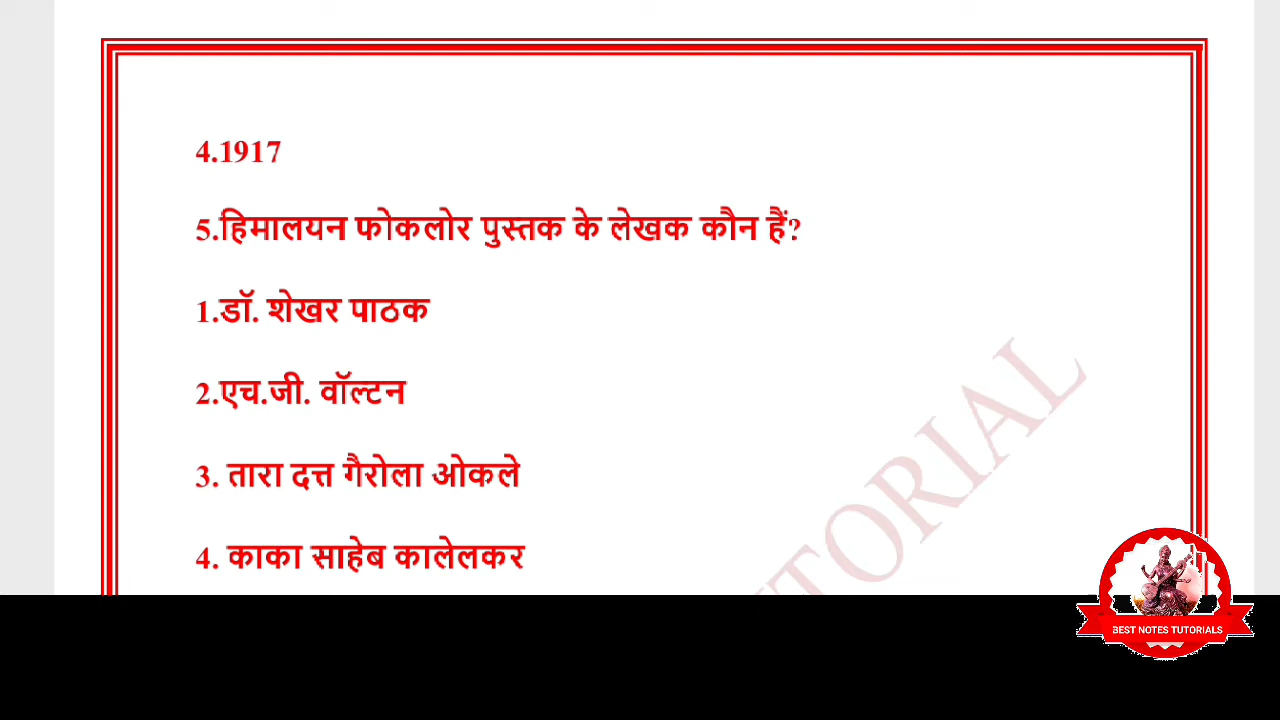 4.1917
5.हिमालयन फोकलोर पुस्तक के लेखक कौन हैं?
1.डॉ. शेखर पाठक
2.एच.जी. वॉल्टन
3. तारा दत्त गैरोला ओकले
4. काका साहेब कालेलकर
TORIAL
BEST NOTES TUTORIALS